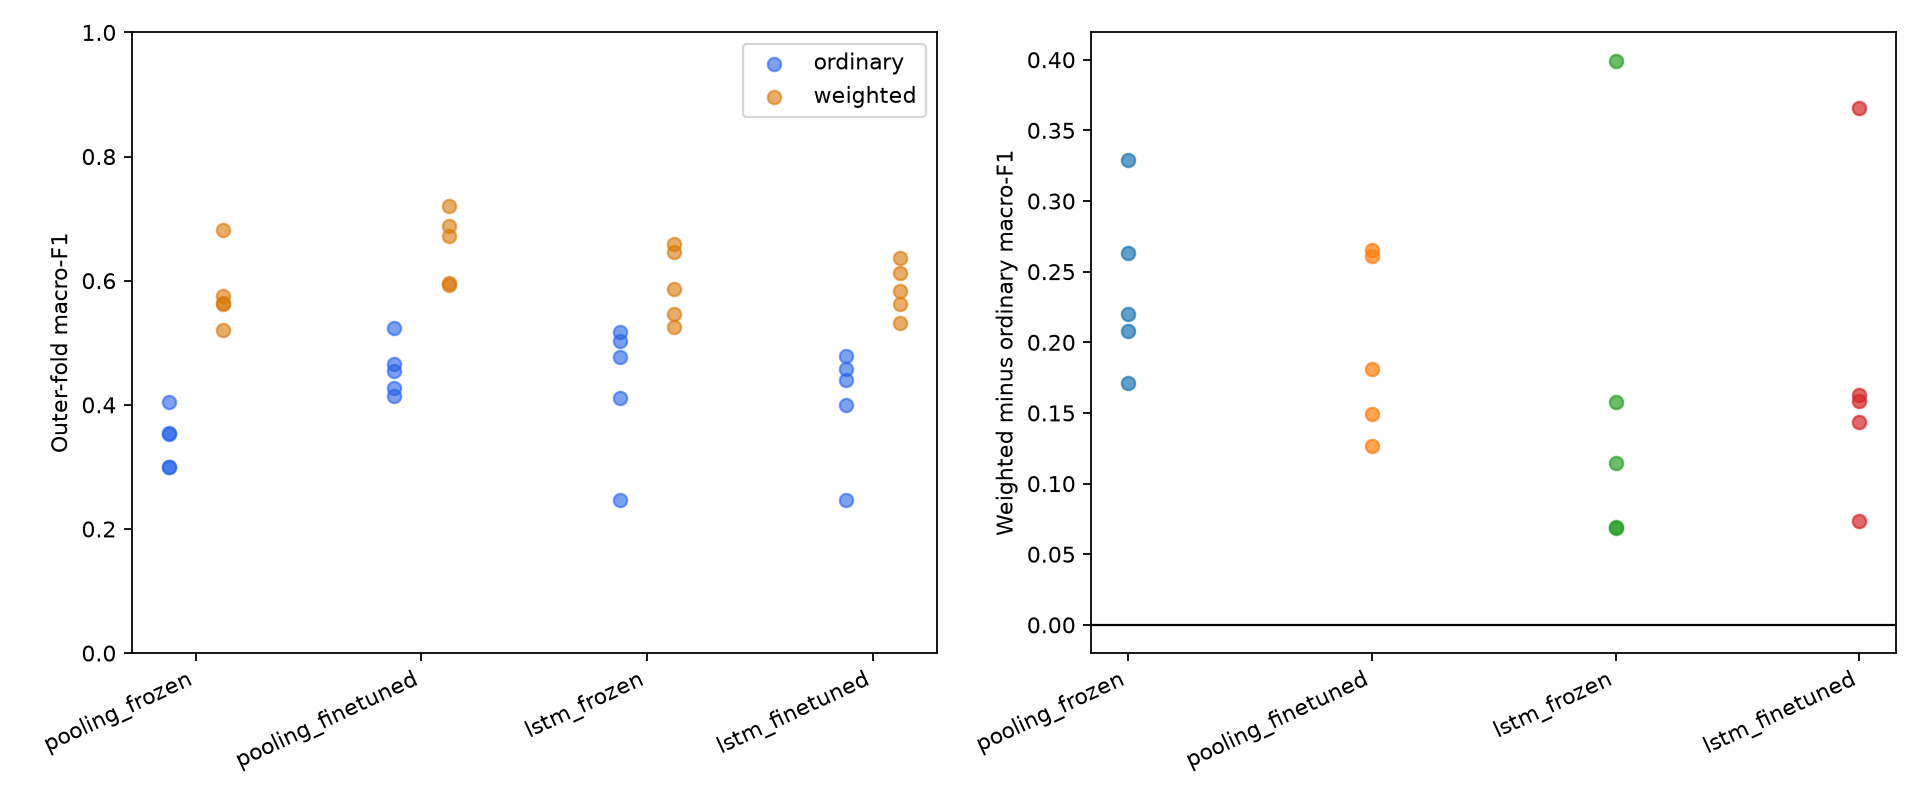 Outer-fold macro-F1
1.0
0.8
0.6
0.4
0.2
0.0
ordinary
weighted
pooling_frozen
pooling_finetuned
lstm_frozen
lstm_finetuned
Weighted minus ordinary macro-F1
0.40
0.35
0.30
0.25
0.20
0.15
0.10
0.05
0.00
pooling_frozen
pooling_finetuned
lstm_frozen
lstm_finetuned